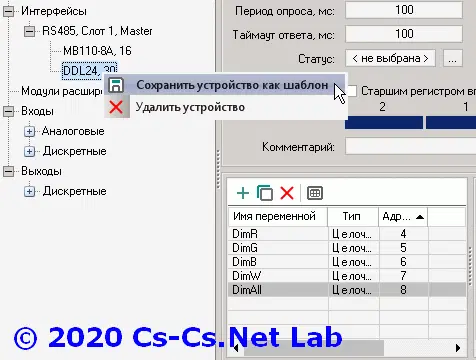 Интерфейсы
RS485, Слот 1, Master
МВ110-8А, 16
DDL24, 30
Сохранить устройство как шаблон
Удалить устройство
Модули расшир
Входы
Аналоговые
Дискретные
Выходы
Дискретные
Период опроса, мс: 100
Таймаут ответа, мс: 100
Статус: < не выбрана > ...
Старшим регистром вп
2 1
Комментарий:
Имя переменной Тип Адр...
DimR Целоч... 4
DimG Целоч... 5
DimB Целоч... 6
DimW Целоч... 7
DimAll Целоч... 8
© 2020 Cs-Cs.Net Lab